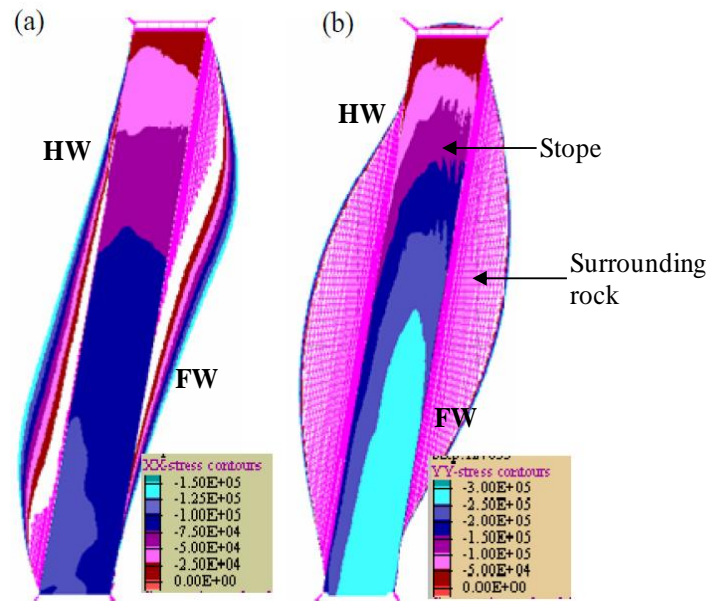 (a)
(b)
HW
HW
Stope
Surrounding
rock
FW
FW
XX-stress contours
-1.50E+05
-1.25E+05
-1.00E+05
-7.50E+04
-5.00E+04
-2.50E+04
0.00E+00
YY-stress contours
-3.00E+05
-2.50E+05
-2.00E+05
-1.50E+05
-1.00E+05
-5.00E+04
0.00E+00